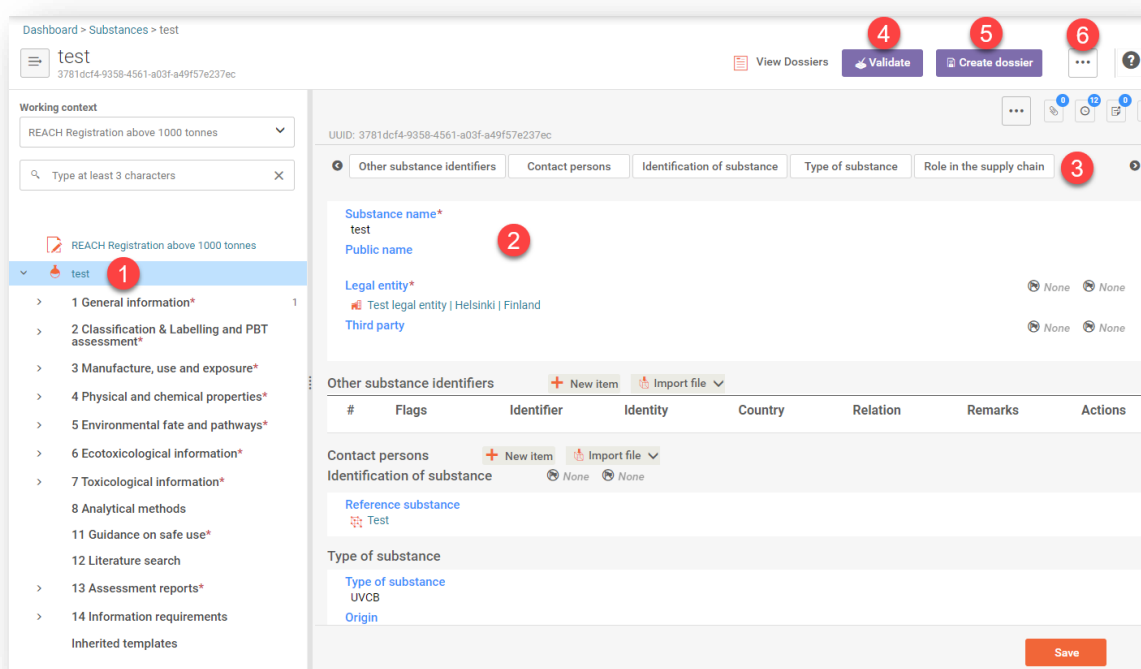 Dashboard > Substances > test
test
3781dcf4-9358-4561-a03f-a49f57e237ec
View Dossiers
4
Validate
5
Create dossier
6
...
?
Working context
REACH Registration above 1000 tonnes
Type at least 3 characters
REACH Registration above 1000 tonnes
test
1
1 General information* 1
2 Classification & Labelling and PBT
assessment*
3 Manufacture, use and exposure*
4 Physical and chemical properties*
5 Environmental fate and pathways*
6 Ecotoxicological information*
7 Toxicological information*
8 Analytical methods
11 Guidance on safe use*
12 Literature search
13 Assessment reports*
14 Information requirements
Inherited templates
... 0 12 0
UUID: 3781dcf4-9358-4561-a03f-a49f57e237ec
Other substance identifiers Contact persons Identification of substance Type of substance Role in the supply chain 3
Substance name*
test
2
Public name
Legal entity*
None None
Test legal entity | Helsinki | Finland
Third party
None None
Other substance identifiers + New item Import file
# Flags Identifier Identity Country Relation Remarks Actions
Contact persons + New item Import file
Identification of substance None None
Reference substance
Test
Type of substance
Type of substance
UVCB
Origin
Save